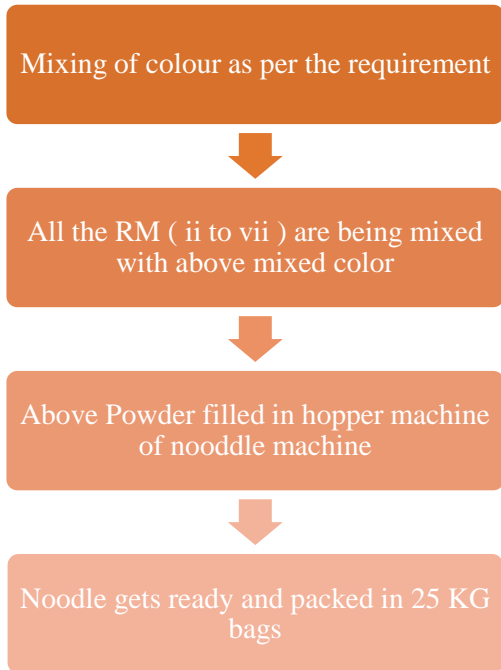 Mixing of colour as per the requirement
All the RM ( ii to vii ) are being mixed
with above mixed color
Above Powder filled in hopper machine
of nooddle machine
Noodle gets ready and packed in 25 KG
bags